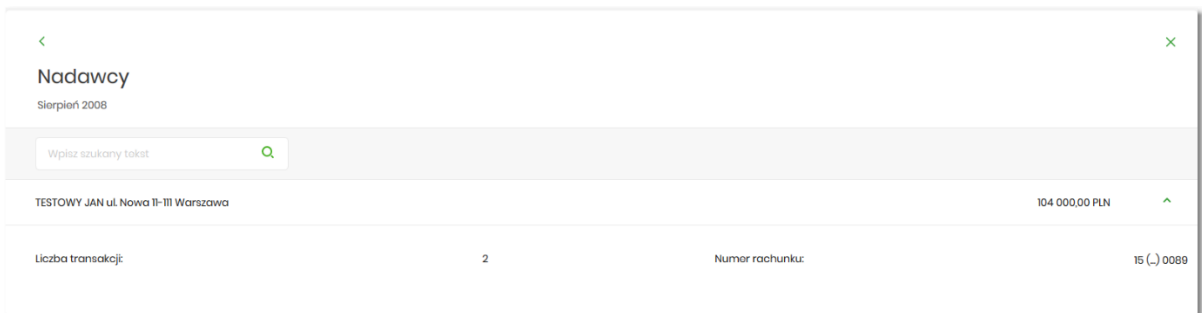 Nadawcy
Sierpień 2008
Wpisz szukany tekst
TESTOWY JAN ul. Nowa 11-111 Warszawa 104 000,00 PLN
Liczba transakcji: 2 Numer rachunku: 15 (...) 0089